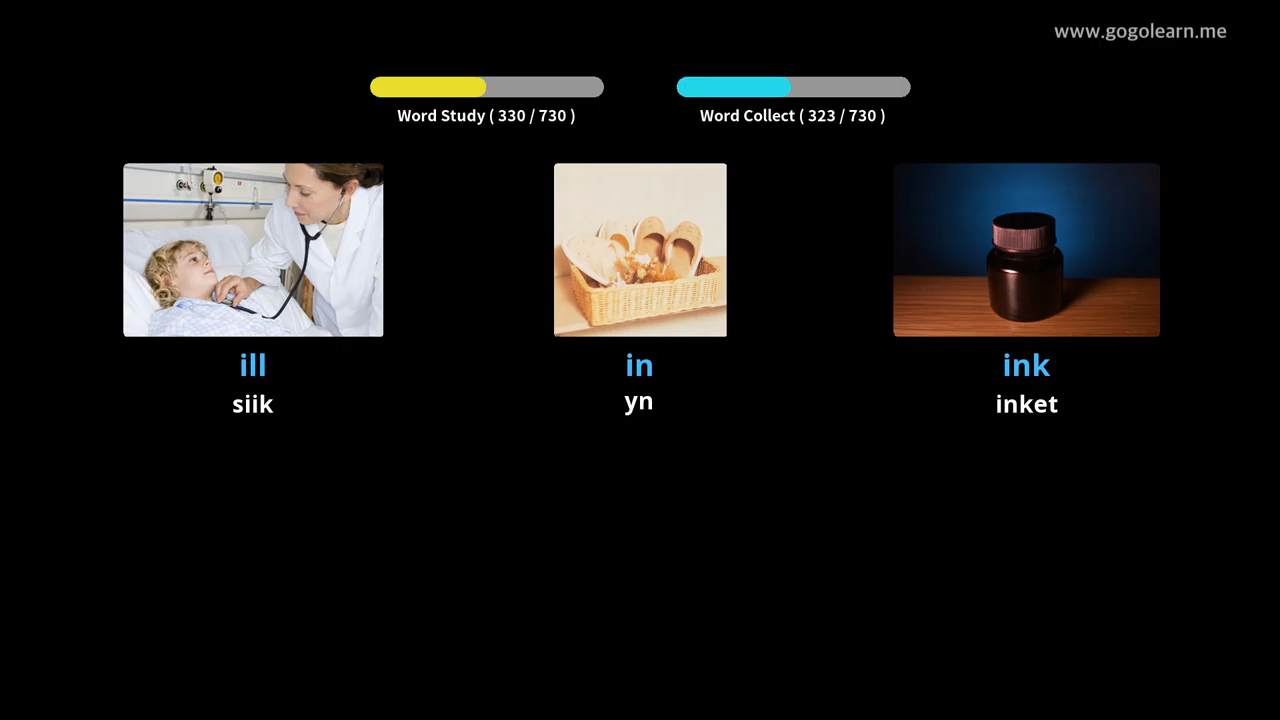 www.gogolearn.me
Word Study ( 330 / 730 )
Word Collect ( 323 / 730 )
ill
siik
in
yn
ink
inket